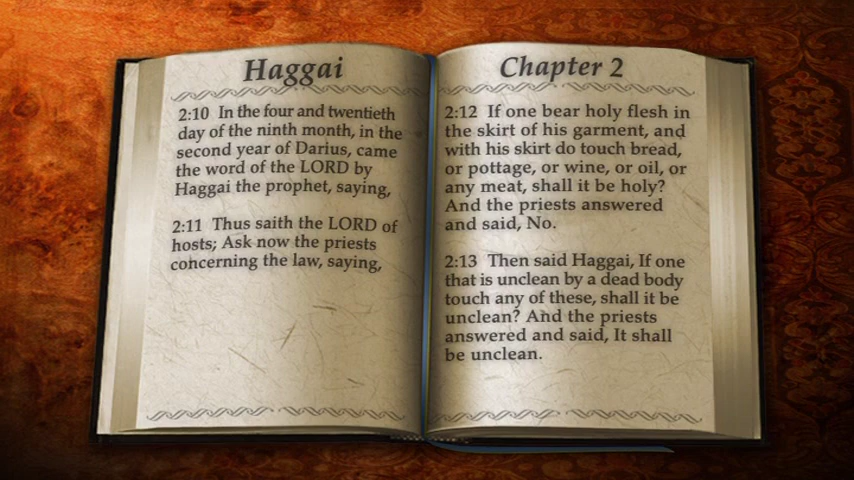 Haggai
2:10 In the four and twentieth
day of the ninth month, in the
second year of Darius, came
the word of the LORD by
Haggai the prophet, saying,
2:11 Thus saith the LORD of
hosts; Ask now the priests
concerning the law, saying,
Chapter 2
2:12 If one bear holy flesh in
the skirt of his garment, and
with his skirt do touch bread,
or pottage, or wine, or oil, or
any meat, shall it be holy?
And the priests answered
and said, No.
2:13 Then said Haggai, If one
that is unclean by a dead body
touch any of these, shall it be
unclean? And the priests
answered and said, It shall
be unclean.